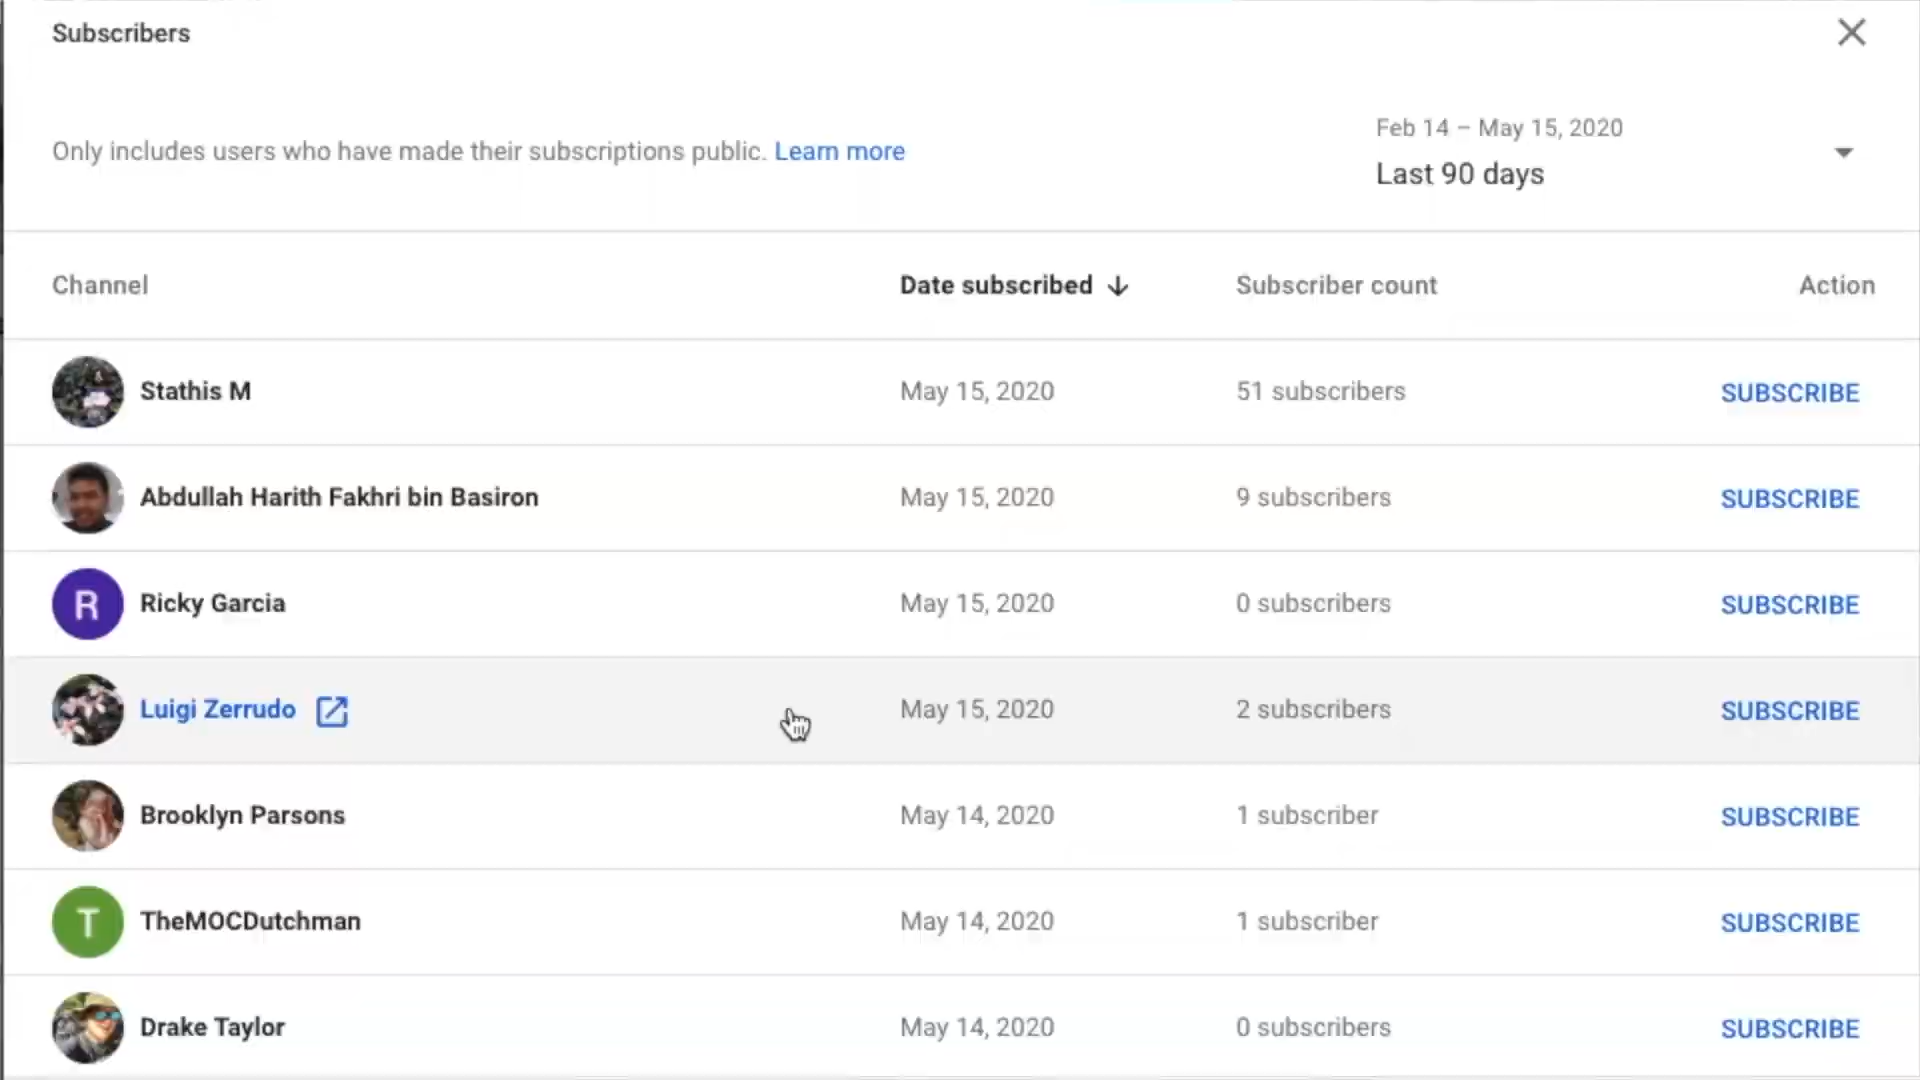 Subscribers
Only includes users who have made their subscriptions public. Learn more
Feb 14 – May 15, 2020
Last 90 days
Channel Date subscribed Subscriber count Action
Stathis M May 15, 2020 51 subscribers SUBSCRIBE
Abdullah Harith Fakhri bin Basiron May 15, 2020 9 subscribers SUBSCRIBE
R Ricky Garcia May 15, 2020 0 subscribers SUBSCRIBE
Luigi Zerrudo May 15, 2020 2 subscribers SUBSCRIBE
Brooklyn Parsons May 14, 2020 1 subscriber SUBSCRIBE
T TheMOCDutchman May 14, 2020 1 subscriber SUBSCRIBE
Drake Taylor May 14, 2020 0 subscribers SUBSCRIBE